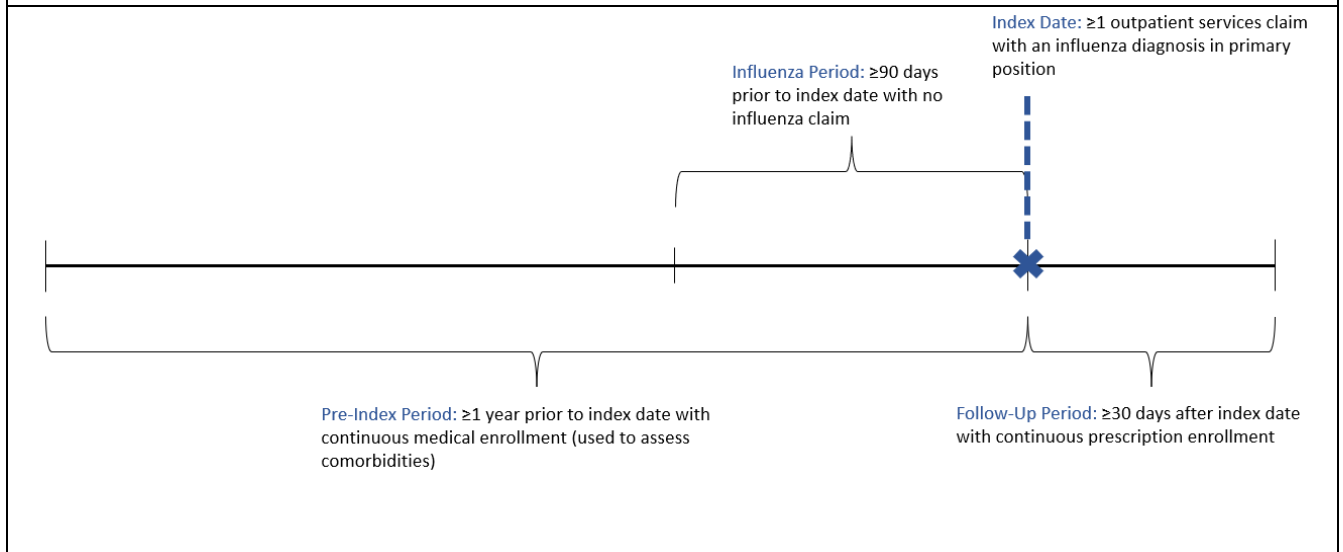 Index Date: ≥1 outpatient services claim
with an influenza diagnosis in primary
position
Influenza Period: ≥90 days
prior to index date with no
influenza claim
Pre-Index Period: ≥1 year prior to index date with
continuous medical enrollment (used to assess
comorbidities)
Follow-Up Period: ≥30 days after index date
with continuous prescription enrollment